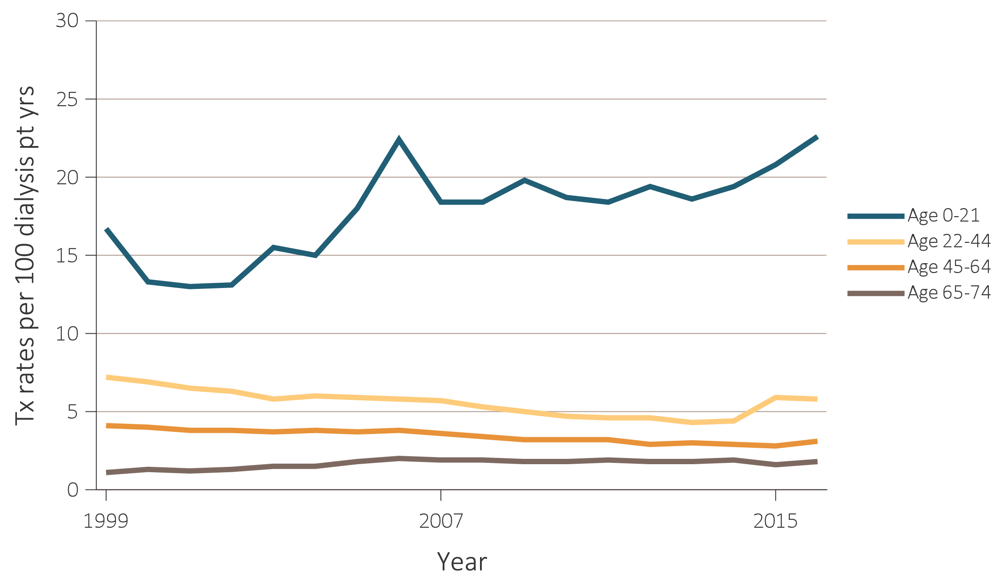 30
25
20
15
10
5
0
Tx rates per 100 dialysis pt yrs
1999
2007
2015
Year
Age 0-21
Age 22-44
Age 45-64
Age 65-74